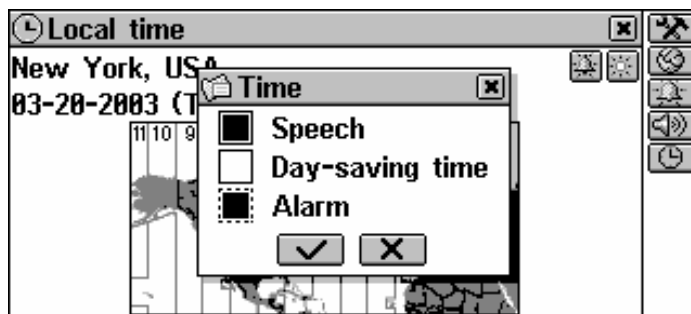 Local time
New York, USA
03-20-2003 (T
Time
Speech
Day-saving time
Alarm
11 10 9